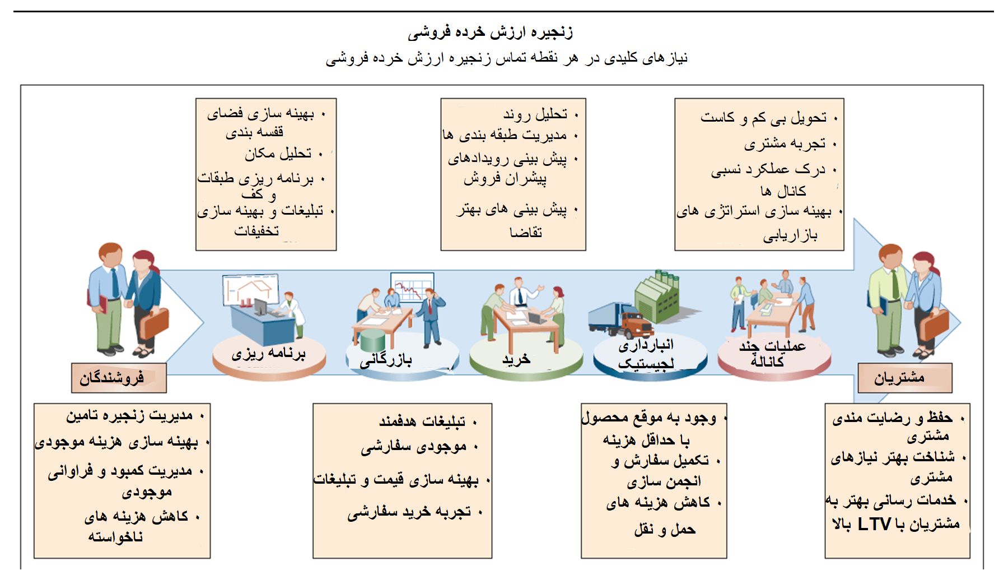 زنجیره ارزش خرده فروشی
نیازهای کلیدی در هر نقطه تماس زنجیره ارزش خرده فروشی
• بهینه سازی فضای
قفسه بندی
• تحلیل مکان
• برنامه ریزی طبقات
و کف
• تبلیغات و بهینه سازی
تخفیفات
• تحلیل روند
• مدیریت طبقه بندی ها
• پیش بینی رویدادهای
پیشران فروش
• پیش بینی های بهتر
تقاضا
• تحویل بی کم و کاست
• تجربه مشتری
• درک عملکرد نسبی
کانال ها
• بهینه سازی استراتژی های
بازاریابی
فروشندگان
برنامه ریزی
بازرگانی
خرید
انبارداری
لجیستیک
عملیات چند
کاناله
مشتریان
• مدیریت زنجیره تامین
• بهینه سازی هزینه موجودی
• مدیریت کمبود و فراوانی
موجودی
• کاهش هزینه های
ناخواسته
• تبلیغات هدفمند
• موجودی سفارشی
• بهینه سازی قیمت و تبلیغات
• تجربه خرید سفارشی
• وجود به موقع محصول
با حداقل هزینه
• تکمیل سفارش و
انجمن سازی
• کاهش هزینه های
حمل و نقل
• حفظ و رضایت مندی
مشتری
• شناخت بهتر نیازهای
مشتری
• خدمات رسانی بهتر به
مشتریان با LTV بالا